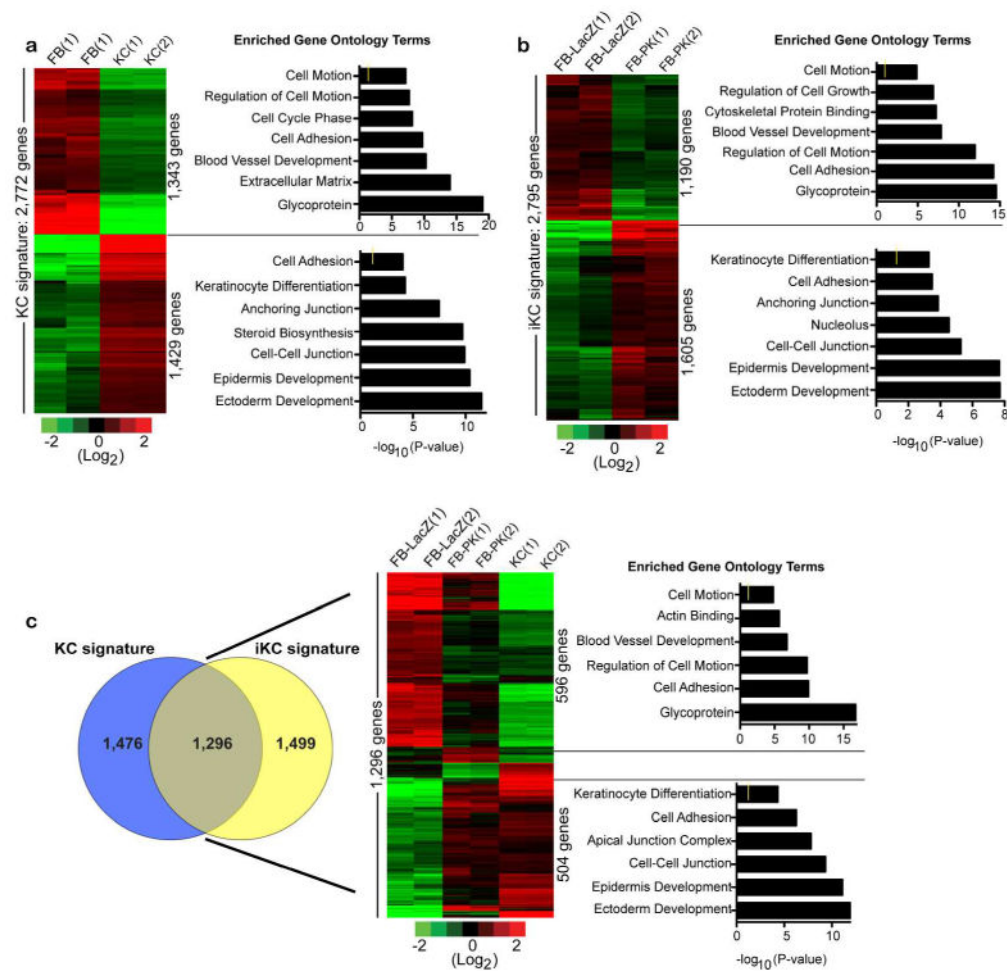 a
FB(1)
FB(1)
KC(1)
KC(2)
KC signature: 2,772 genes
1,343 genes
1,429 genes
-2 0 2
(Log2)
Enriched Gene Ontology Terms
Cell Motion
Regulation of Cell Motion
Cell Cycle Phase
Cell Adhesion
Blood Vessel Development
Extracellular Matrix
Glycoprotein
0 5 10 15 20
Cell Adhesion
Keratinocyte Differentiation
Anchoring Junction
Steroid Biosynthesis
Cell-Cell Junction
Epidermis Development
Ectoderm Development
0 5 10
-log10(P-value)
b
FB-LacZ(1)
FB-LacZ(2)
FB-PK(1)
FB-PK(2)
iKC signature: 2,795 genes
1,190 genes
1,605 genes
-2 0 2
(Log2)
Enriched Gene Ontology Terms
Cell Motion
Regulation of Cell Growth
Cytoskeletal Protein Binding
Blood Vessel Development
Regulation of Cell Motion
Cell Adhesion
Glycoprotein
0 5 10 15
Keratinocyte Differentiation
Cell Adhesion
Anchoring Junction
Nucleolus
Cell-Cell Junction
Epidermis Development
Ectoderm Development
0 2 4 6 8
-log10(P-value)
c
KC signature
iKC signature
1,476
1,296
1,499
FB-LacZ(1)
FB-LacZ(2)
FB-PK(1)
FB-PK(2)
KC(1)
KC(2)
1,296 genes
596 genes
504 genes
-2 0 2
(Log2)
Enriched Gene Ontology Terms
Cell Motion
Actin Binding
Blood Vessel Development
Regulation of Cell Motion
Cell Adhesion
Glycoprotein
0 5 10 15
Keratinocyte Differentiation
Cell Adhesion
Apical Junction Complex
Cell-Cell Junction
Epidermis Development
Ectoderm Development
0 5 10
-log10(P-value)